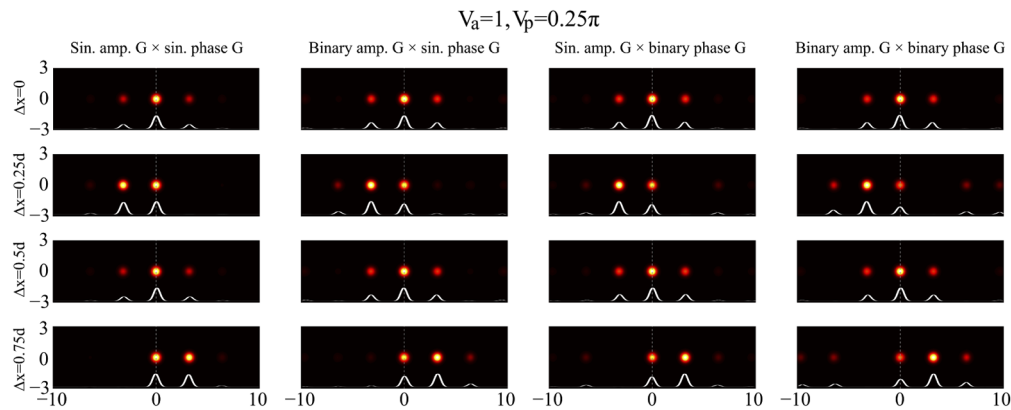 Vₐ=1,Vₚ=0.25π
Sin. amp. G × sin. phase G
Binary amp. G × sin. phase G
Sin. amp. G × binary phase G
Binary amp. G × binary phase G
Δx=0
3
0
−3
Δx=0.25d
3
0
−3
Δx=0.5d
3
0
−3
Δx=0.75d
3
0
−3
−10 0 10
−10 0 10
−10 0 10
−10 0 10